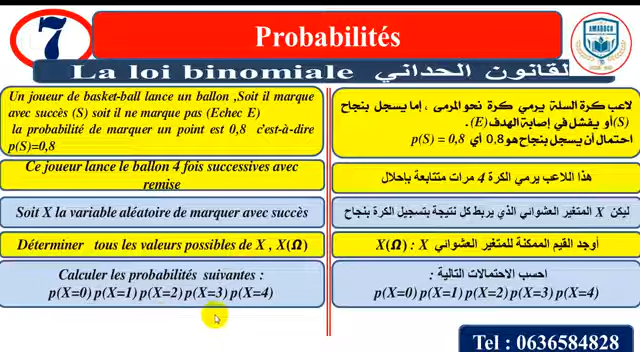 7
Probabilités
AMAROCH
La loi binomiale لقانون الحداني
Un joueur de basket-ball lance un ballon ,Soit il marque
avec succès (S) soit il ne marque pas (Echec E)
la probabilité de marquer un point est 0,8 c'est-à-dire
p(S)=0,8
Ce joueur lance le ballon 4 fois successives avec
remise
Soit X la variable aléatoire de marquer avec succès
Déterminer tous les valeurs possibles de X , X(Ω)
Calculer les probabilités suivantes :
p(X=0) p(X=1) p(X=2) p(X=3) p(X=4)
لاعب كرة السلة يرمي كرة نحو المرمى ، إما يسجل بنجاح
(S) أو يفشل في إصابة الهدف (E).
احتمال أن يسجل بنجاح هو 0,8 أي p(S) = 0,8
هذا اللاعب يرمي الكرة 4 مرات متتابعة بإحلال
ليكن X المتغير العشوائي الذي يربط كل نتيجة بتسجيل الكرة بنجاح
أوجد القيم الممكنة للمتغير العشوائي X : X(Ω)
احسب الاحتمالات التالية :
p(X=0) p(X=1) p(X=2) p(X=3) p(X=4)
Tel : 0636584828